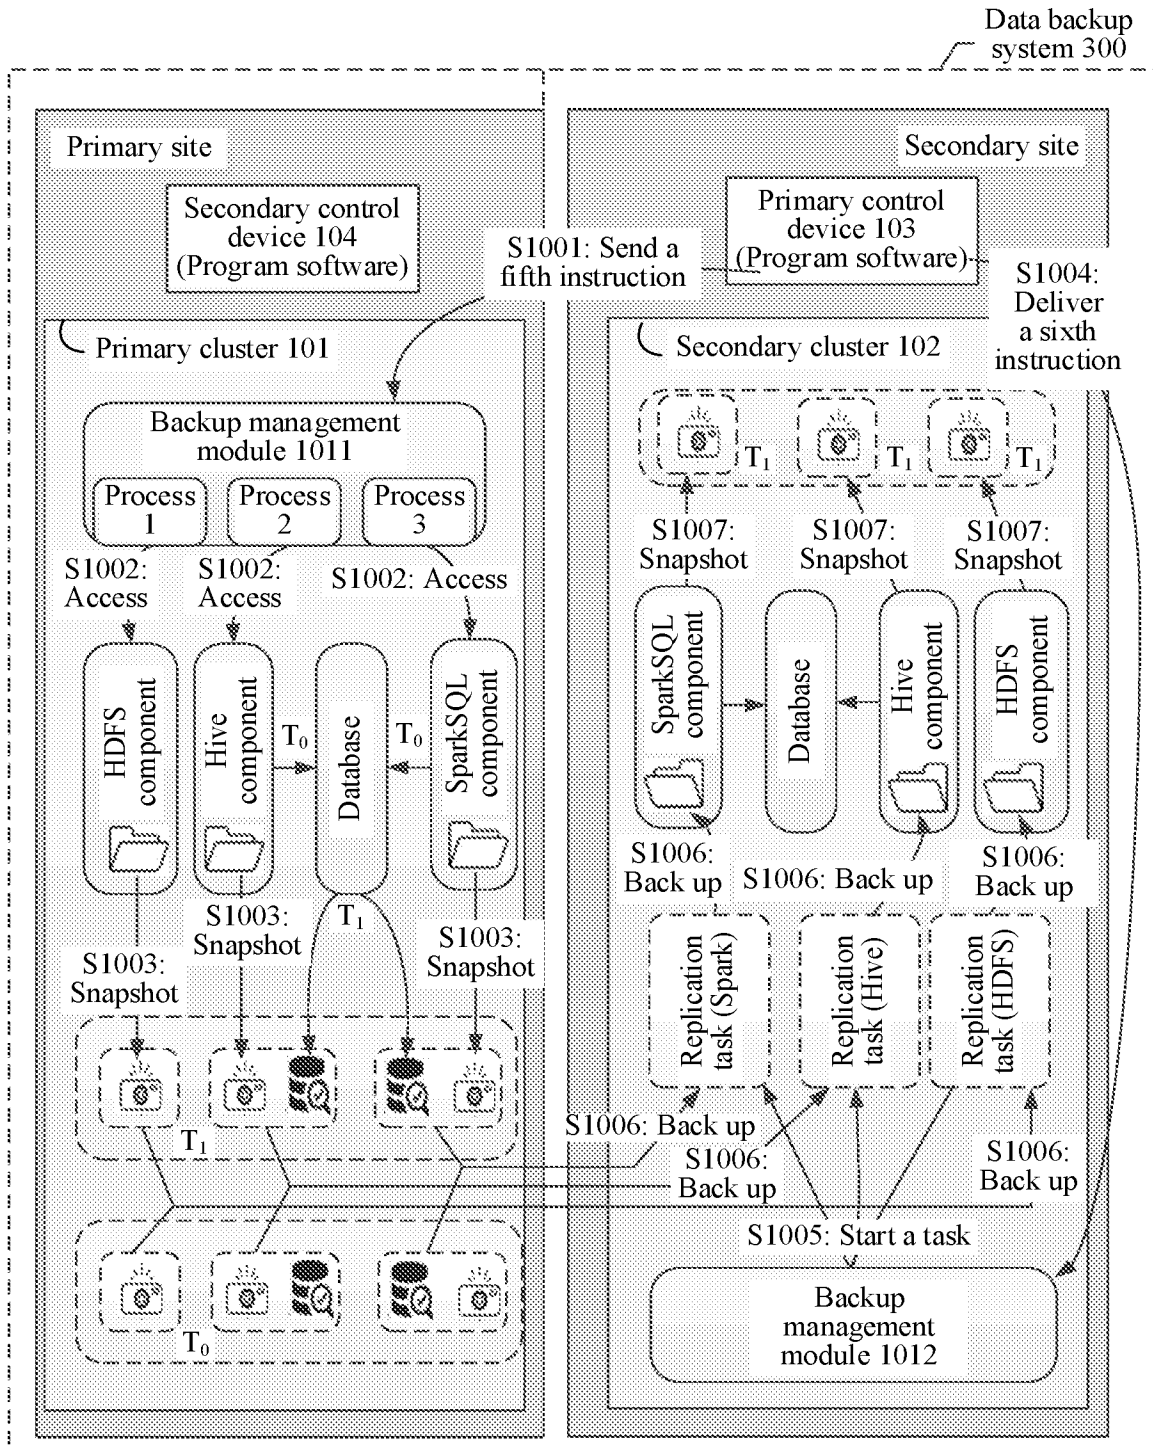 Data backup
system 300
Primary site
Secondary control
device 104
(Program software)
S1001: Send a
fifth instruction
Secondary site
Primary control
device 103
(Program software)
S1004:
Deliver
a sixth
instruction
Primary cluster 101
Backup management
module 1011
Process
1
Process
2
Process
3
S1002:
Access
S1002:
Access
S1002: Access
HDFS
component
Hive
component
T0
Database
T0
SparkSQL
component
S1003:
Snapshot
S1003:
Snapshot
T1
S1003:
Snapshot
T1
T0
Secondary cluster 102
T1
T1
T1
S1007:
Snapshot
S1007:
Snapshot
S1007:
Snapshot
SparkSQL
component
Database
Hive
component
HDFS
component
S1006:
Back up
S1006: Back up
S1006:
Back up
Replication
task (Spark)
Replication
task (Hive)
Replication
task (HDFS)
S1006: Back up
S1006:
Back up
S1006:
Back up
S1005: Start a task
Backup
management
module 1012